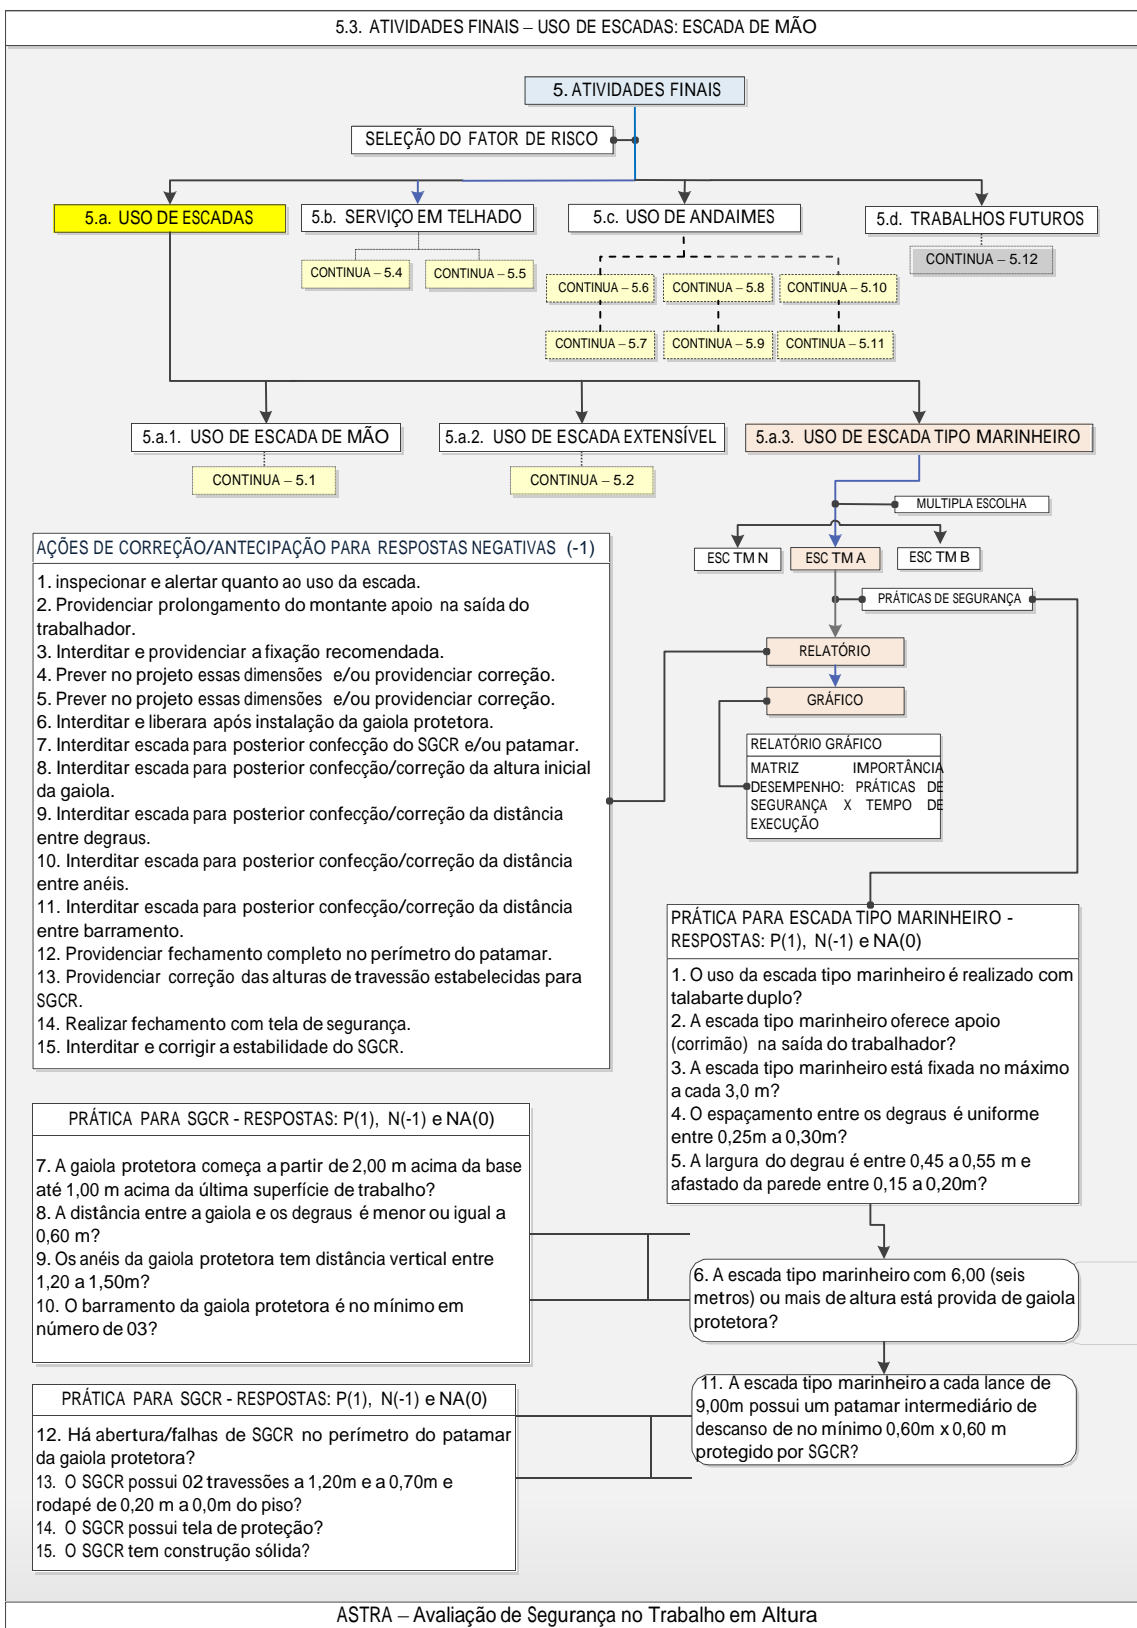 5.3. ATIVIDADES FINAIS – USO DE ESCADAS: ESCADA DE MÃO
5. ATIVIDADES FINAIS
SELEÇÃO DO FATOR DE RISCO
5.a. USO DE ESCADAS
5.b. SERVIÇO EM TELHADO
5.c. USO DE ANDAIMES
5.d. TRABALHOS FUTUROS
CONTINUA – 5.4
CONTINUA – 5.5
CONTINUA – 5.12
CONTINUA – 5.6
CONTINUA – 5.8
CONTINUA – 5.10
CONTINUA – 5.7
CONTINUA – 5.9
CONTINUA – 5.11
5.a.1. USO DE ESCADA DE MÃO
5.a.2. USO DE ESCADA EXTENSÍVEL
5.a.3. USO DE ESCADA TIPO MARINHEIRO
CONTINUA – 5.1
CONTINUA – 5.2
MULTIPLA ESCOLHA
ESC TM N
ESC TM A
ESC TM B
PRÁTICAS DE SEGURANÇA
RELATÓRIO
GRÁFICO
RELATÓRIO GRÁFICO
MATRIZ IMPORTÂNCIA
DESEMPENHO: PRÁTICAS DE
SEGURANÇA X TEMPO DE
EXECUÇÃO
AÇÕES DE CORREÇÃO/ANTECIPAÇÃO PARA RESPOSTAS NEGATIVAS (-1)
1. inspecionar e alertar quanto ao uso da escada.
2. Providenciar prolongamento do montante apoio na saída do
trabalhador.
3. Interditar e providenciar a fixação recomendada.
4. Prever no projeto essas dimensões e/ou providenciar correção.
5. Prever no projeto essas dimensões e/ou providenciar correção.
6. Interditar e liberara após instalação da gaiola protetora.
7. Interditar escada para posterior confecção do SGCR e/ou patamar.
8. Interditar escada para posterior confecção/correção da altura inicial
da gaiola.
9. Interditar escada para posterior confecção/correção da distância
entre degraus.
10. Interditar escada para posterior confecção/correção da distância
entre anéis.
11. Interditar escada para posterior confecção/correção da distância
entre barramento.
12. Providenciar fechamento completo no perímetro do patamar.
13. Providenciar correção das alturas de travessão estabelecidas para
SGCR.
14. Realizar fechamento com tela de segurança.
15. Interditar e corrigir a estabilidade do SGCR.
PRÁTICA PARA ESCADA TIPO MARINHEIRO -
RESPOSTAS: P(1), N(-1) e NA(0)
1. O uso da escada tipo marinheiro é realizado com
talabarte duplo?
2. A escada tipo marinheiro oferece apoio
(corrimão) na saída do trabalhador?
3. A escada tipo marinheiro está fixada no máximo
a cada 3,0 m?
4. O espaçamento entre os degraus é uniforme
entre 0,25m a 0,30m?
5. A largura do degrau é entre 0,45 a 0,55 m e
afastado da parede entre 0,15 a 0,20m?
PRÁTICA PARA SGCR - RESPOSTAS: P(1), N(-1) e NA(0)
7. A gaiola protetora começa a partir de 2,00 m acima da base
até 1,00 m acima da última superfície de trabalho?
8. A distância entre a gaiola e os degraus é menor ou igual a
0,60 m?
9. Os anéis da gaiola protetora tem distância vertical entre
1,20 a 1,50m?
10. O barramento da gaiola protetora é no mínimo em
número de 03?
6. A escada tipo marinheiro com 6,00 (seis
metros) ou mais de altura está provida de gaiola
protetora?
11. A escada tipo marinheiro a cada lance de
9,00m possui um patamar intermediário de
descanso de no mínimo 0,60m x 0,60 m
protegido por SGCR?
PRÁTICA PARA SGCR - RESPOSTAS: P(1), N(-1) e NA(0)
12. Há abertura/falhas de SGCR no perímetro do patamar
da gaiola protetora?
13. O SGCR possui 02 travessões a 1,20m e a 0,70m e
rodapé de 0,20 m a 0,0m do piso?
14. O SGCR possui tela de proteção?
15. O SGCR tem construção sólida?
ASTRA – Avaliação de Segurança no Trabalho em Altura